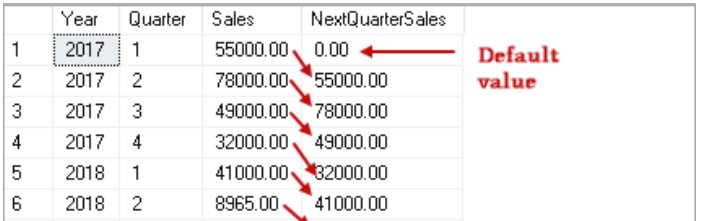 Year Quarter Sales NextQuarterSales
1 2017 1 55000.00 0.00 Default value
2 2017 2 78000.00 55000.00
3 2017 3 49000.00 78000.00
4 2017 4 32000.00 49000.00
5 2018 1 41000.00 32000.00
6 2018 2 8965.00 41000.00